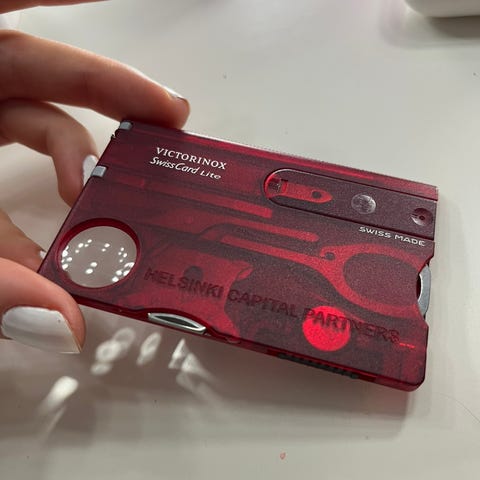 VICTORINOX
SwissCard Lite
SWISS MADE
HELSINKI CAPITAL PARTNERS